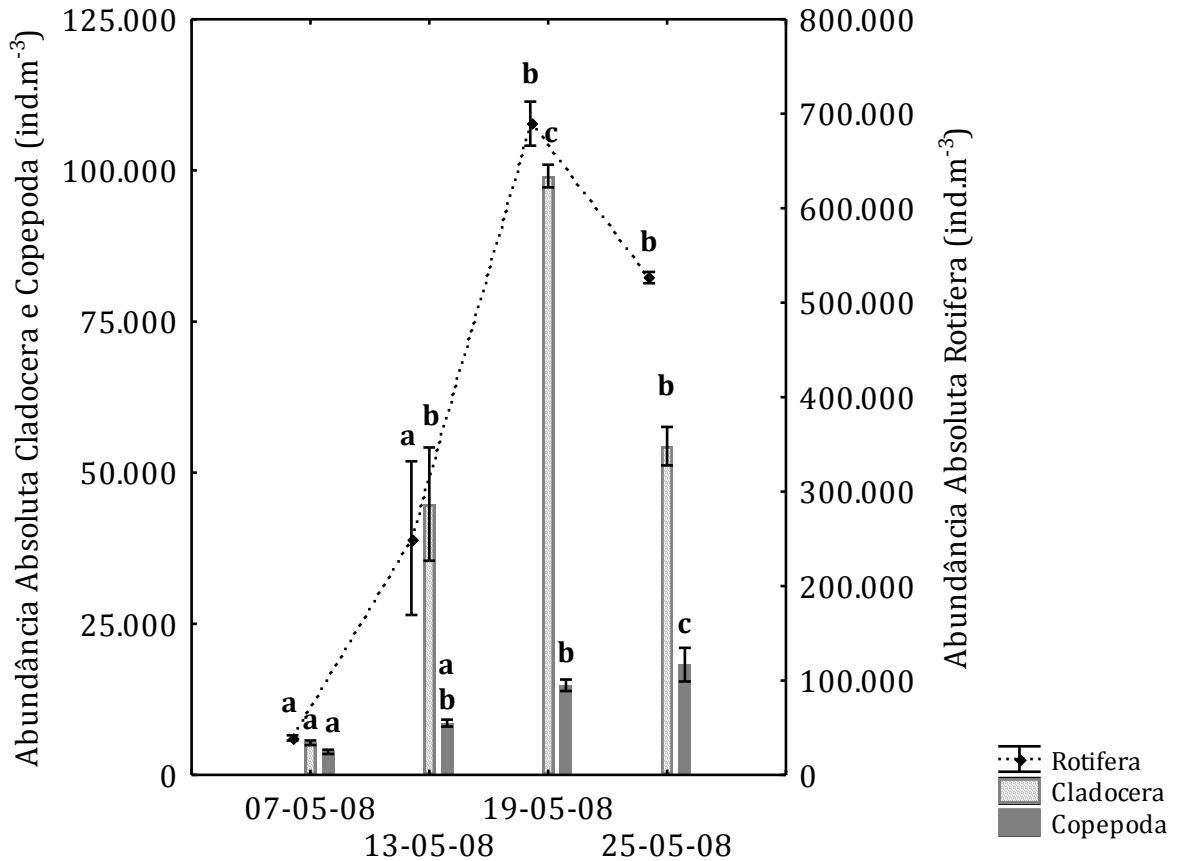 Abundância Absoluta Cladocera e Copepoda (ind.m⁻³)
125.000
100.000
75.000
50.000
25.000
0
800.000
700.000
600.000
500.000
400.000
300.000
200.000
100.000
0
Abundância Absoluta Rotifera (ind.m⁻³)
b
c
b
b
a
b
a
b
b
c
a
a
a
07-05-08
13-05-08
19-05-08
25-05-08
Rotifera
Cladocera
Copepoda